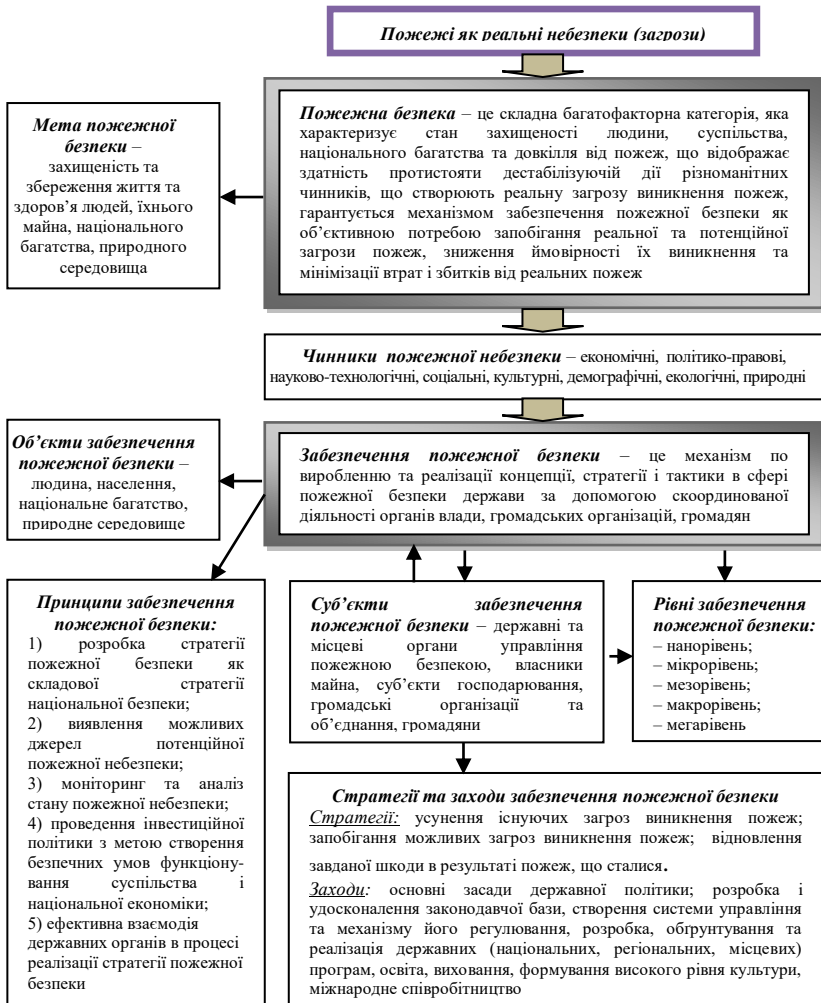 Пожежі як реальні небезпеки (загрози)
Мета пожежної
безпеки –
захищеність та
збереження життя та
здоров’я людей, їхнього
майна, національного
багатства, природного
середовища
Пожежна безпека – це складна багатофакторна категорія, яка
характеризує стан захищеності людини, суспільства,
національного багатства та довкілля від пожеж, що відображає
здатність протистояти дестабілізуючій дії різноманітних
чинників, що створюють реальну загрозу виникнення пожеж,
гарантується механізмом забезпечення пожежної безпеки як
об’єктивною потребою запобігання реальної та потенційної
загрози пожеж, зниження ймовірності їх виникнення та
мінімізації втрат і збитків від реальних пожеж
Чинники пожежної небезпеки – економічні, політико-правові,
науково-технологічні, соціальні, культурні, демографічні, екологічні, природні
Об’єкти забезпечення
пожежної безпеки –
людина, населення,
національне багатство,
природне середовище
Забезпечення пожежної безпеки – це механізм по
виробленню та реалізації концепції, стратегії і тактики в сфері
пожежної безпеки держави за допомогою скоординованої
діяльності органів влади, громадських організацій, громадян
Принципи забезпечення
пожежної безпеки:
1) розробка стратегії
пожежної безпеки як
складової стратегії
національної безпеки;
2) виявлення можливих
джерел потенційної
пожежної небезпеки;
3) моніторинг та аналіз
стану пожежної небезпеки;
4) проведення інвестиційної
політики з метою створення
безпечних умов функціону-
вання суспільства і
національної економіки;
5) ефективна взаємодія
державних органів в процесі
реалізації стратегії пожежної
безпеки
Суб’єкти забезпечення
пожежної безпеки – державні та
місцеві органи управління
пожежною безпекою, власники
майна, суб’єкти господарювання,
громадські організації та
об’єднання, громадяни
Рівні забезпечення
пожежної безпеки:
– нанорівень;
– мікрорівень;
– мезорівень;
– макрорівень;
– мегарівень
Стратегії та заходи забезпечення пожежної безпеки
Стратегії: усунення існуючих загроз виникнення пожеж;
запобігання можливих загроз виникнення пожеж; відновлення
завданої шкоди в результаті пожеж, що сталися.
Заходи: основні засади державної політики; розробка і
удосконалення законодавчої бази, створення системи управління
та механізму його регулювання, розробка, обґрунтування та
реалізація державних (національних, регіональних, місцевих)
програм, освіта, виховання, формування високого рівня культури,
міжнародне співробітництво